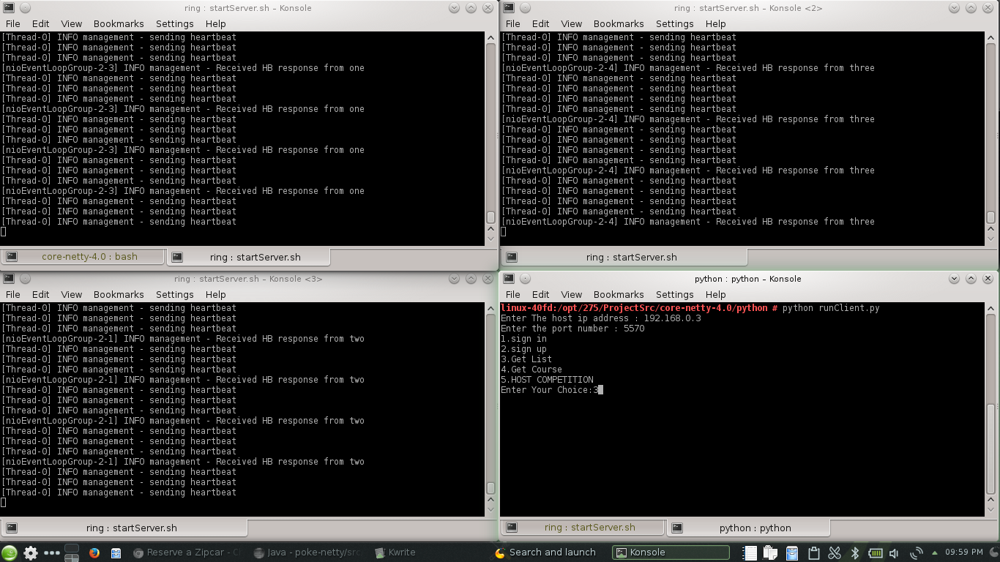 ring : startServer.sh – Konsole
File Edit View Bookmarks Settings Help
[Thread-0] INFO management - sending heartbeat
[Thread-0] INFO management - sending heartbeat
[Thread-0] INFO management - sending heartbeat
[nioEventLoopGroup-2-3] INFO management - Received HB response from one
[Thread-0] INFO management - sending heartbeat
[Thread-0] INFO management - sending heartbeat
[Thread-0] INFO management - sending heartbeat
[nioEventLoopGroup-2-3] INFO management - Received HB response from one
[Thread-0] INFO management - sending heartbeat
[Thread-0] INFO management - sending heartbeat
[Thread-0] INFO management - sending heartbeat
[nioEventLoopGroup-2-3] INFO management - Received HB response from one
[Thread-0] INFO management - sending heartbeat
[Thread-0] INFO management - sending heartbeat
[Thread-0] INFO management - sending heartbeat
[nioEventLoopGroup-2-3] INFO management - Received HB response from one
[Thread-0] INFO management - sending heartbeat
[Thread-0] INFO management - sending heartbeat
[Thread-0] INFO management - sending heartbeat
core-netty-4.0 : bash
ring : startServer.sh
ring : startServer.sh – Konsole <2>
File Edit View Bookmarks Settings Help
[Thread-0] INFO management - sending heartbeat
[Thread-0] INFO management - sending heartbeat
[Thread-0] INFO management - sending heartbeat
[nioEventLoopGroup-2-4] INFO management - Received HB response from three
[Thread-0] INFO management - sending heartbeat
[Thread-0] INFO management - sending heartbeat
[Thread-0] INFO management - sending heartbeat
[Thread-0] INFO management - sending heartbeat
[nioEventLoopGroup-2-4] INFO management - Received HB response from three
[Thread-0] INFO management - sending heartbeat
[Thread-0] INFO management - sending heartbeat
[Thread-0] INFO management - sending heartbeat
[Thread-0] INFO management - sending heartbeat
[nioEventLoopGroup-2-4] INFO management - Received HB response from three
[Thread-0] INFO management - sending heartbeat
[Thread-0] INFO management - sending heartbeat
[Thread-0] INFO management - sending heartbeat
[Thread-0] INFO management - sending heartbeat
[nioEventLoopGroup-2-4] INFO management - Received HB response from three
ring : startServer.sh
ring : startServer.sh – Konsole <3>
File Edit View Bookmarks Settings Help
[Thread-0] INFO management - sending heartbeat
[Thread-0] INFO management - sending heartbeat
[Thread-0] INFO management - sending heartbeat
[nioEventLoopGroup-2-1] INFO management - Received HB response from two
[Thread-0] INFO management - sending heartbeat
[Thread-0] INFO management - sending heartbeat
[Thread-0] INFO management - sending heartbeat
[nioEventLoopGroup-2-1] INFO management - Received HB response from two
[Thread-0] INFO management - sending heartbeat
[Thread-0] INFO management - sending heartbeat
[Thread-0] INFO management - sending heartbeat
[nioEventLoopGroup-2-1] INFO management - Received HB response from two
[Thread-0] INFO management - sending heartbeat
[Thread-0] INFO management - sending heartbeat
[Thread-0] INFO management - sending heartbeat
[nioEventLoopGroup-2-1] INFO management - Received HB response from two
[Thread-0] INFO management - sending heartbeat
[Thread-0] INFO management - sending heartbeat
[Thread-0] INFO management - sending heartbeat
ring : startServer.sh
python : python – Konsole
File Edit View Bookmarks Settings Help
linux-40fd:/opt/275/ProjectSrc/core-netty-4.0/python # python runClient.py
Enter The host ip address : 192.168.0.3
Enter the port number : 5570
1.sign in
2.sign up
3.Get List
4.Get Course
5.HOST COMPETITION
Enter Your Choice:3
ring : startServer.sh
python : python
Reserve a Zipcar - C
Java - poke-netty/src
Kwrite
Search and launch
Konsole
09:59 PM